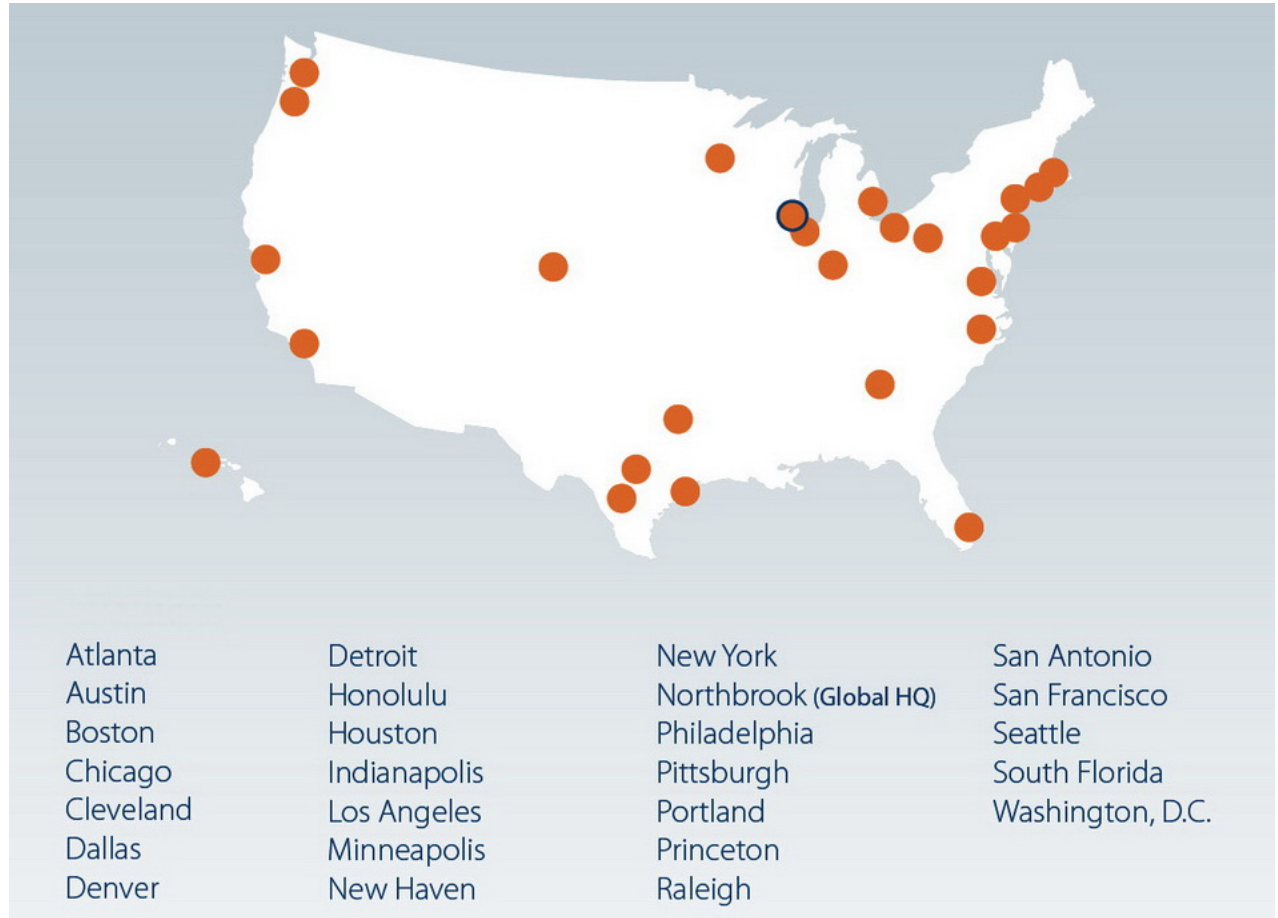 Atlanta
Austin
Boston
Chicago
Cleveland
Dallas
Denver
Detroit
Honolulu
Houston
Indianapolis
Los Angeles
Minneapolis
New Haven
New York
Northbrook (Global HQ)
Philadelphia
Pittsburgh
Portland
Princeton
Raleigh
San Antonio
San Francisco
Seattle
South Florida
Washington, D.C.